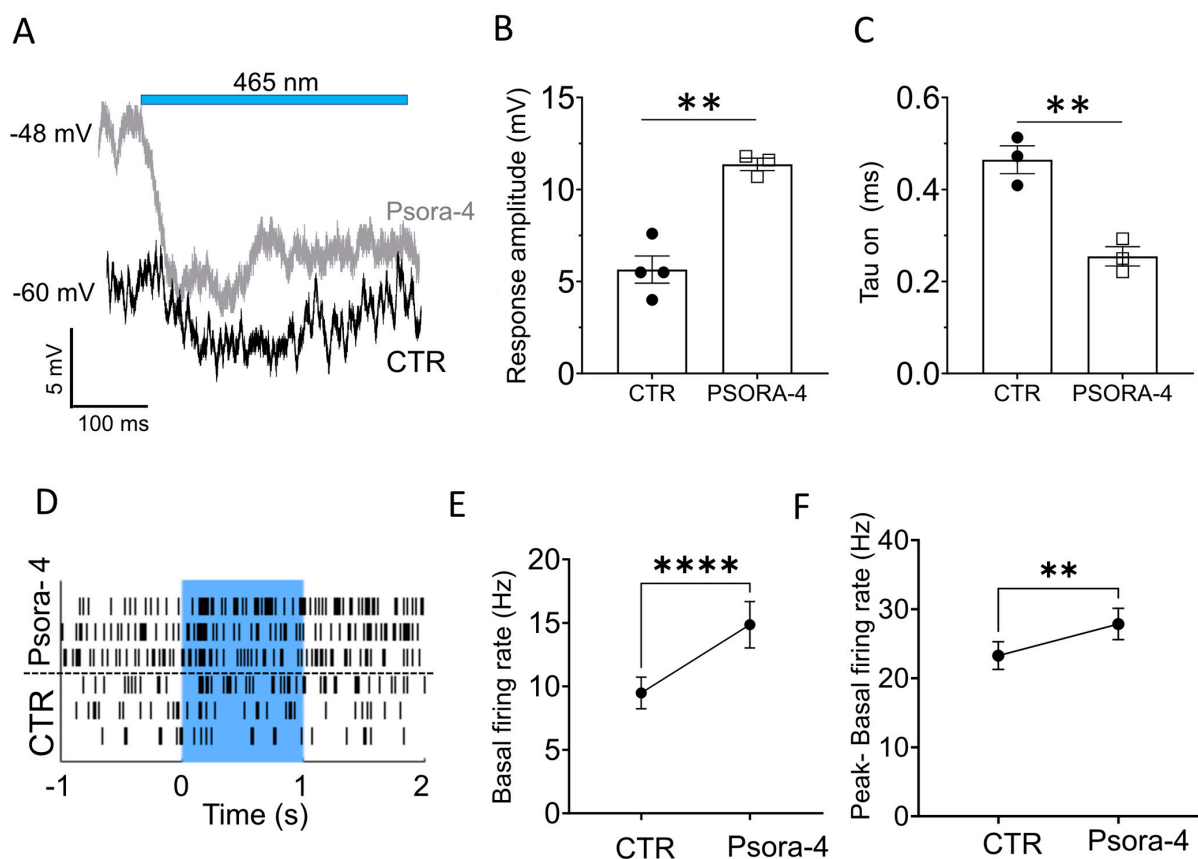 A
465 nm
-48 mV
Psora-4
-60 mV
CTR
5 mV
100 ms
B
**
Response amplitude (mV)
15
10
5
0
CTR PSORA-4
C
**
Tau on (ms)
0.6
0.4
0.2
0.0
CTR PSORA-4
D
Psora- 4
CTR
-1 0 1 2
Time (s)
E
****
Basal firing rate (Hz)
20
15
10
5
0
CTR Psora-4
F
**
Peak- Basal firing rate (Hz)
40
30
20
10
0
CTR Psora-4